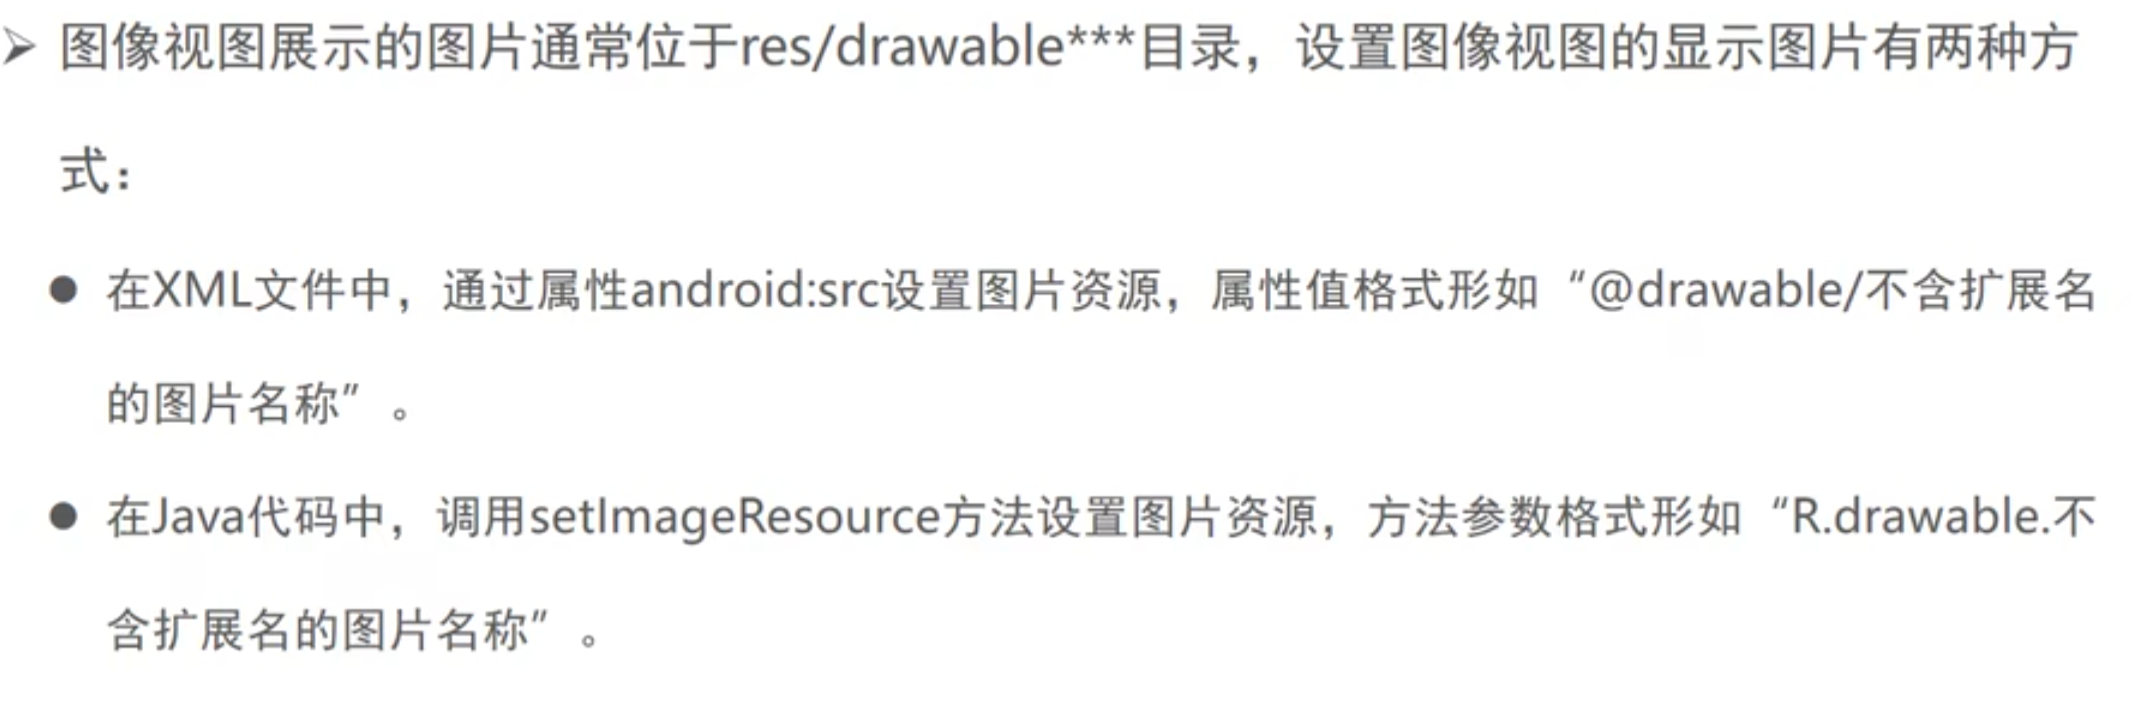 ➢ 图像视图展示的图片通常位于res/drawable***目录，设置图像视图的显示图片有两种方
式：
● 在XML文件中，通过属性android:src设置图片资源，属性值格式形如“@drawable/不含扩展名
的图片名称”。
● 在Java代码中，调用setImageResource方法设置图片资源，方法参数格式形如“R.drawable.不
含扩展名的图片名称”。